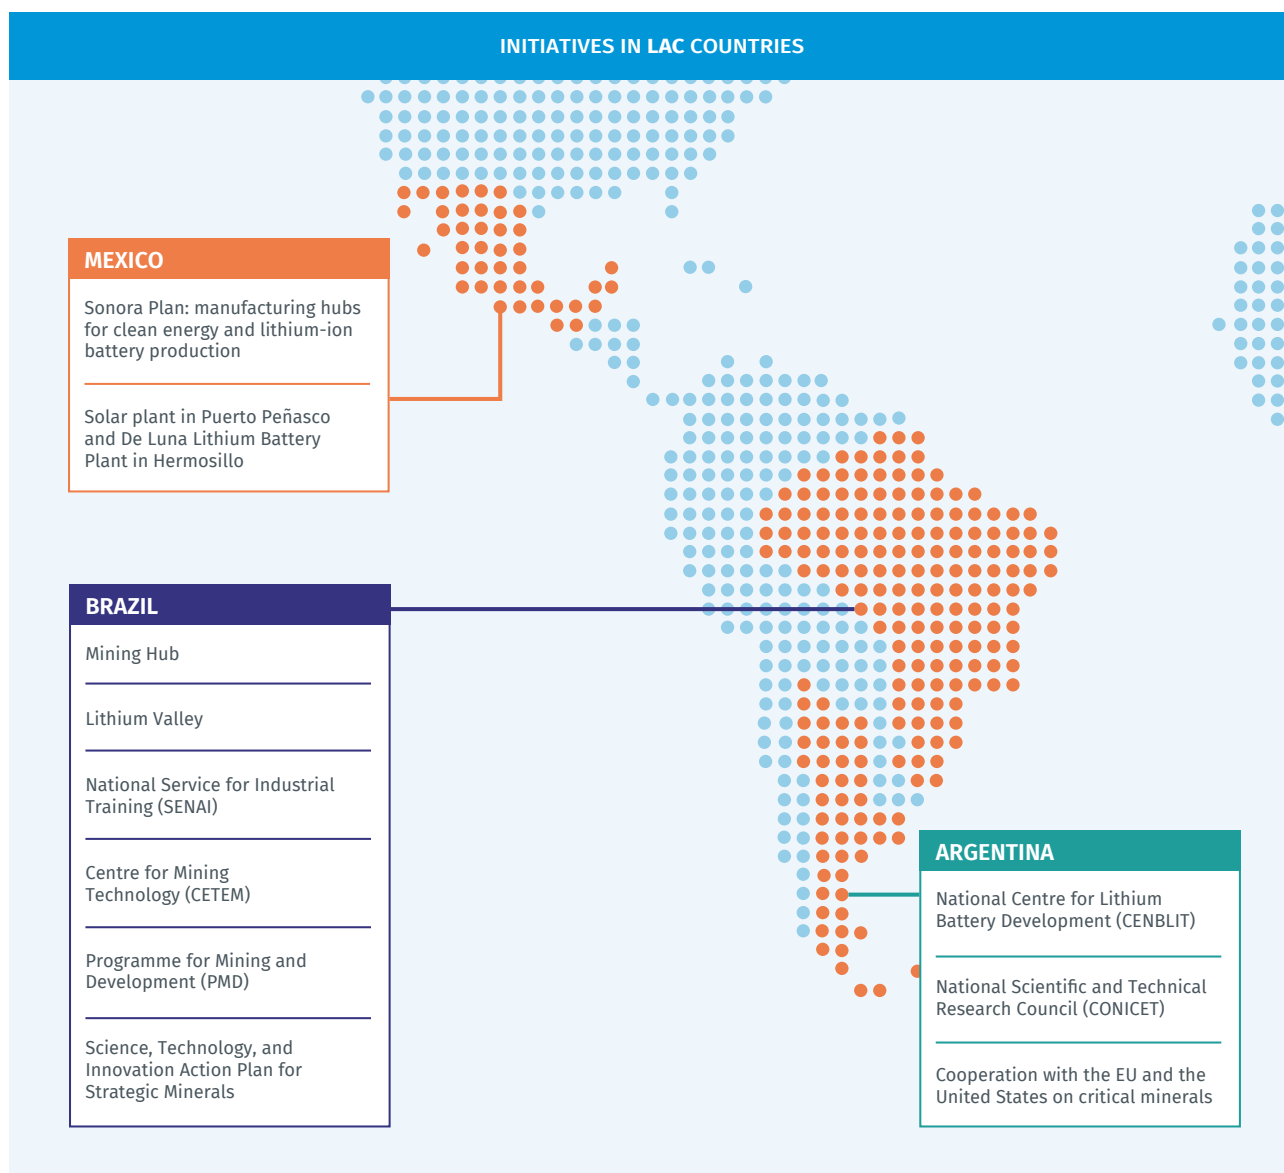 INITIATIVES IN LAC COUNTRIES
MEXICO
Sonora Plan: manufacturing hubs
for clean energy and lithium-ion
battery production
Solar plant in Puerto Peñasco
and De Luna Lithium Battery
Plant in Hermosillo
BRAZIL
Mining Hub
Lithium Valley
National Service for Industrial
Training (SENAI)
Centre for Mining
Technology (CETEM)
Programme for Mining and
Development (PMD)
Science, Technology, and
Innovation Action Plan for
Strategic Minerals
ARGENTINA
National Centre for Lithium
Battery Development (CENBLIT)
National Scientific and Technical
Research Council (CONICET)
Cooperation with the EU and the
United States on critical minerals